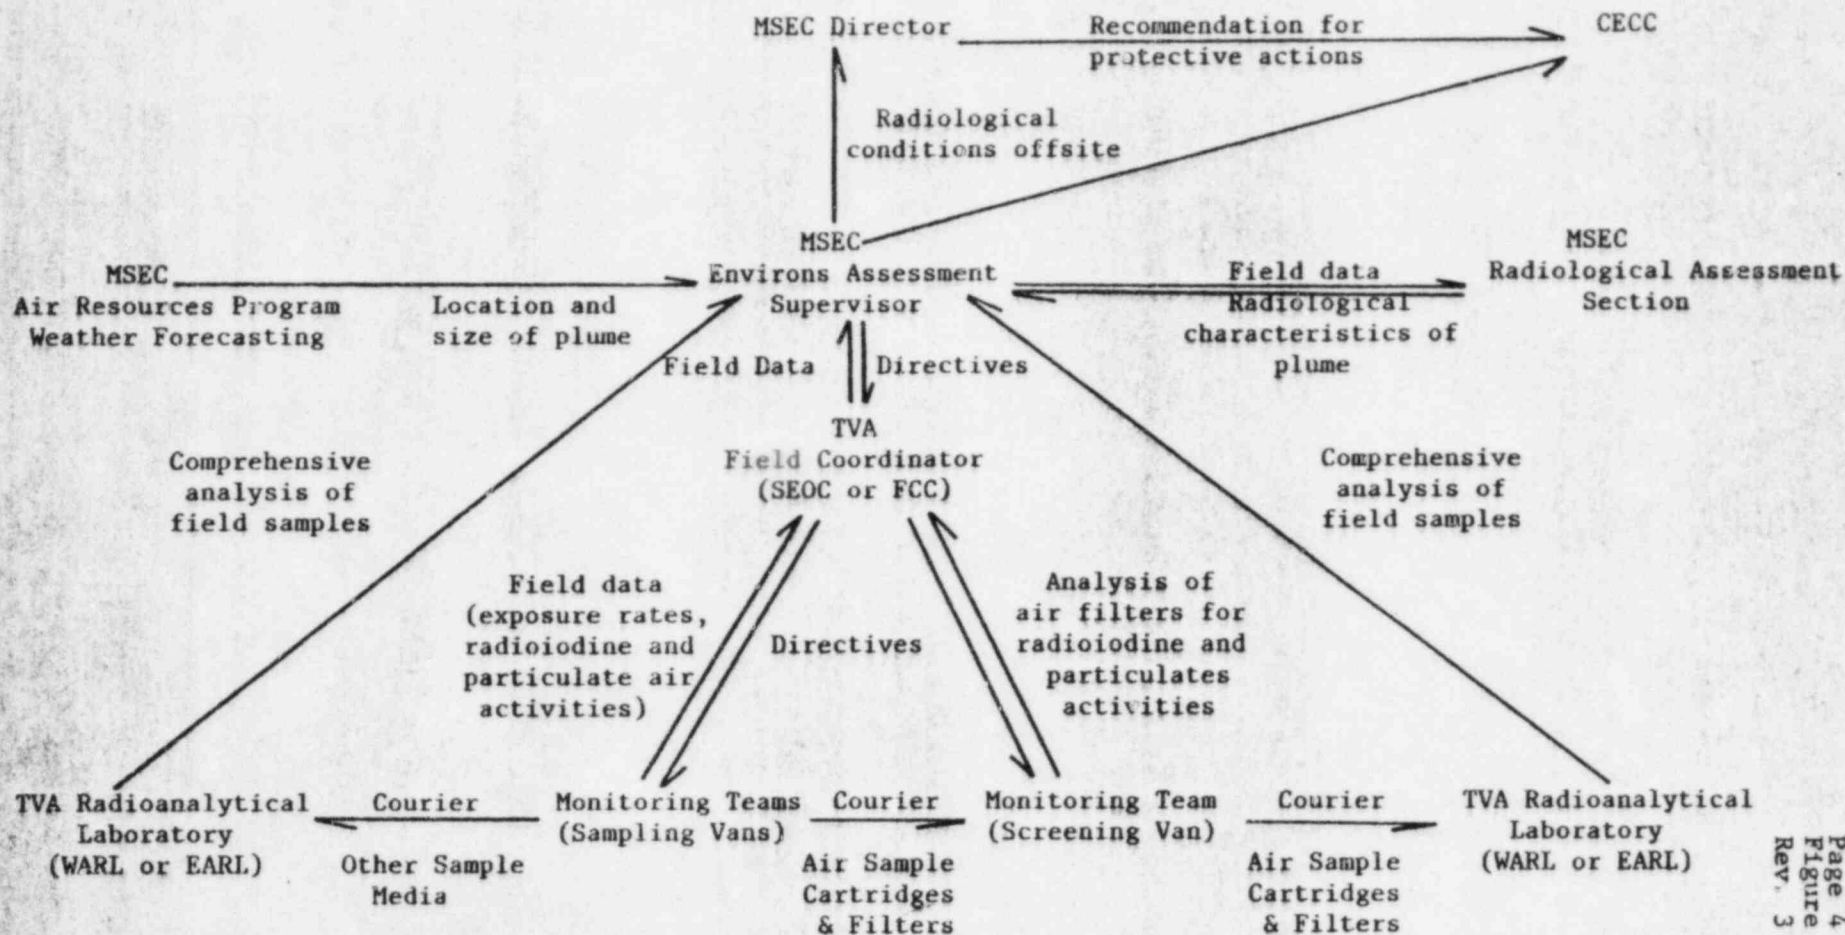 MSEC Director
Recommendation for
protective actions
CECC
Radiological
conditions offsite
MSEC
Air Resources Program
Weather Forecasting
Location and
size of plume
MSEC
Environs Assessment
Supervisor
Field data
Radiological
characteristics of
plume
MSEC
Radiological Assessment
Section
Field Data
Directives
TVA
Field Coordinator
(SEOC or FCC)
Comprehensive
analysis of
field samples
Comprehensive
analysis of
field samples
Field data
(exposure rates,
radioiodine and
particulate air
activities)
Directives
Analysis of
air filters for
radioiodine and
particulates
activities
TVA Radioanalytical
Laboratory
(WARL or EARL)
Courier
Other Sample
Media
Monitoring Teams
(Sampling Vans)
Courier
Air Sample
Cartridges
& Filters
Monitoring Team
(Screening Van)
Courier
Air Sample
Cartridges
& Filters
TVA Radioanalytical
Laboratory
(WARL or EARL)
Page 4
Figure
Rev. 3